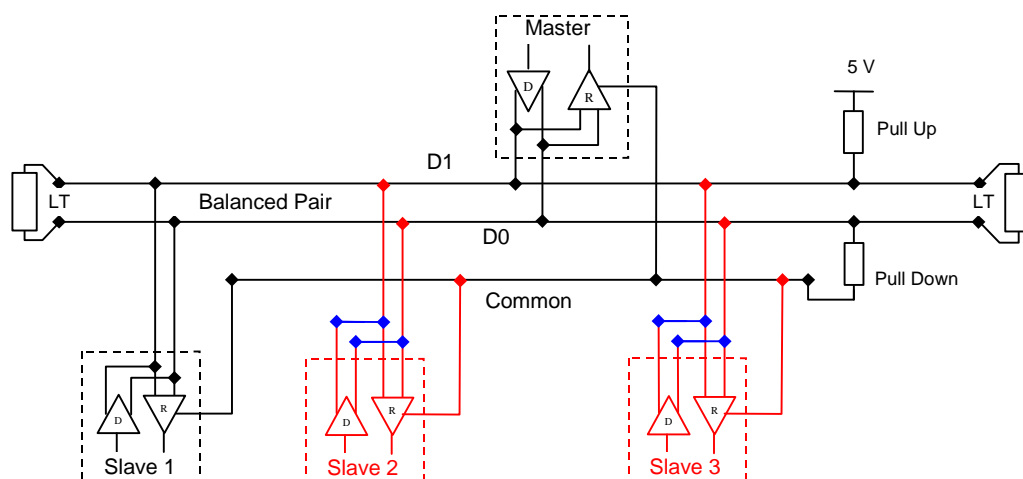 Master
D
R
5 V
Pull Up
D1
LT
Balanced Pair
LT
D0
Pull Down
Common
D
R
D
R
D
R
Slave 1
Slave 2
Slave 3